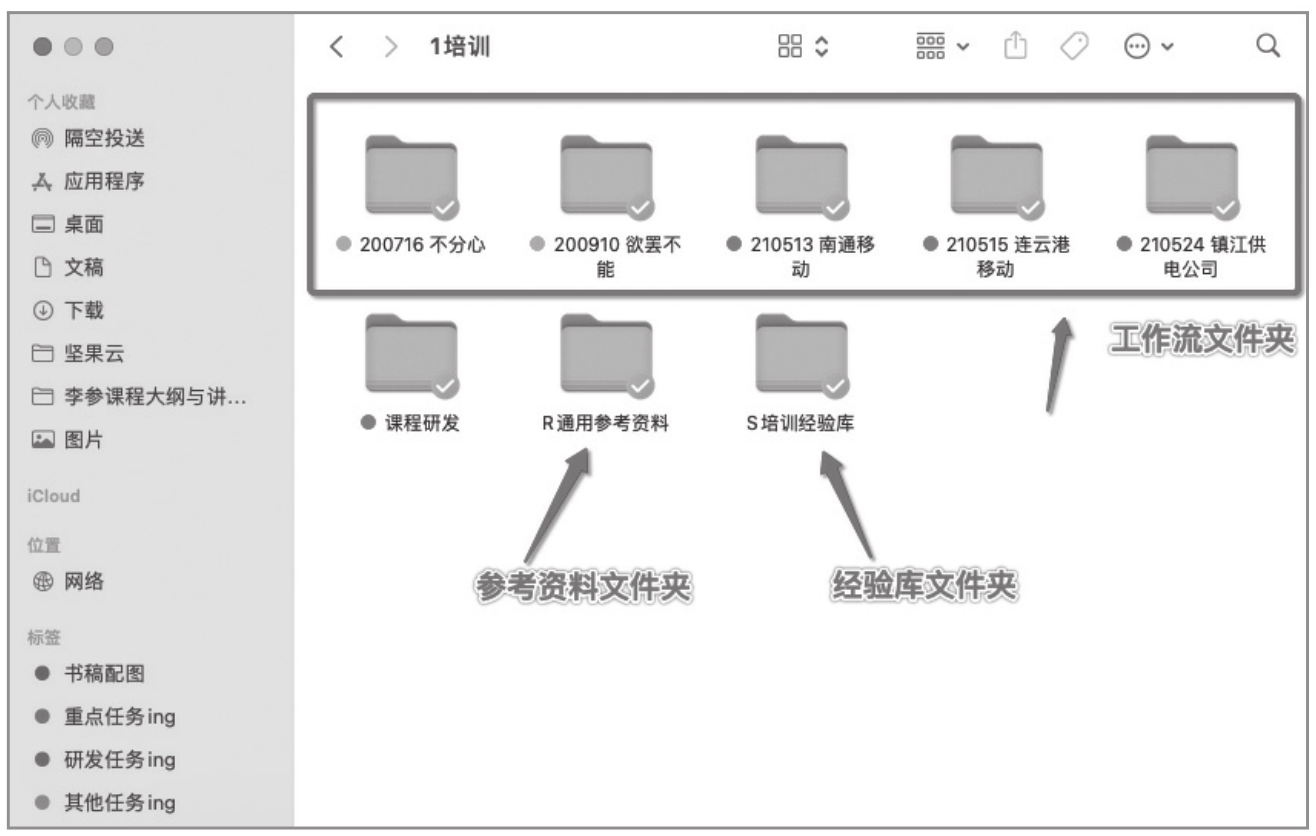 1培训
个人收藏
隔空投送
应用程序
桌面
文稿
下载
坚果云
李参课程大纲与讲...
图片
iCloud
位置
网络
标签
书稿配图
重点任务ing
研发任务ing
其他任务ing
200716 不分心
200910 欲罢不
能
210513 南通移
动
210515 连云港
移动
210524 镇江供
电公司
工作流文件夹
课程研发
R通用参考资料
S培训经验库
参考资料文件夹
经验库文件夹